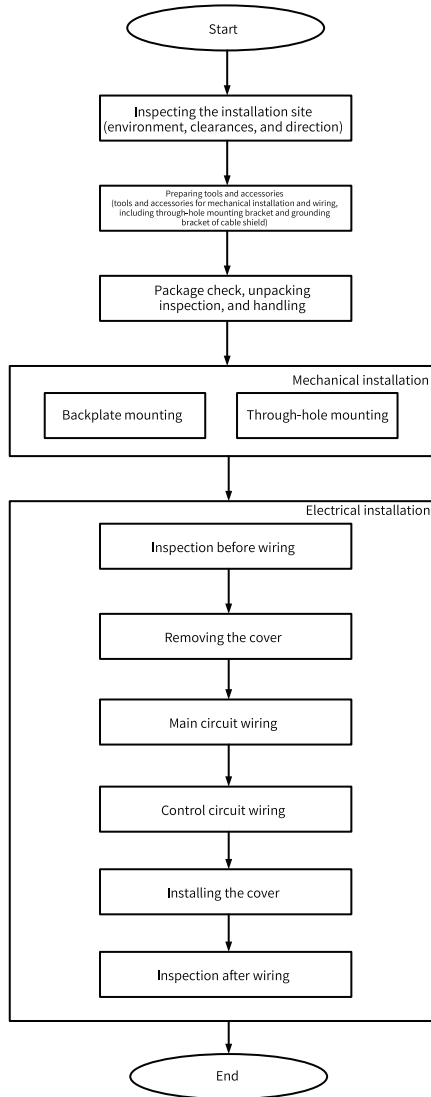 Start
Inspecting the installation site
(environment, clearances, and direction)
Preparing tools and accessories
(tools and accessories for mechanical installation and wiring,
including through-hole mounting bracket and grounding
bracket of cable shield)
Package check, unpacking
inspection, and handling
Mechanical installation
Backplate mounting
Through-hole mounting
Electrical installation
Inspection before wiring
Removing the cover
Main circuit wiring
Control circuit wiring
Installing the cover
Inspection after wiring
End